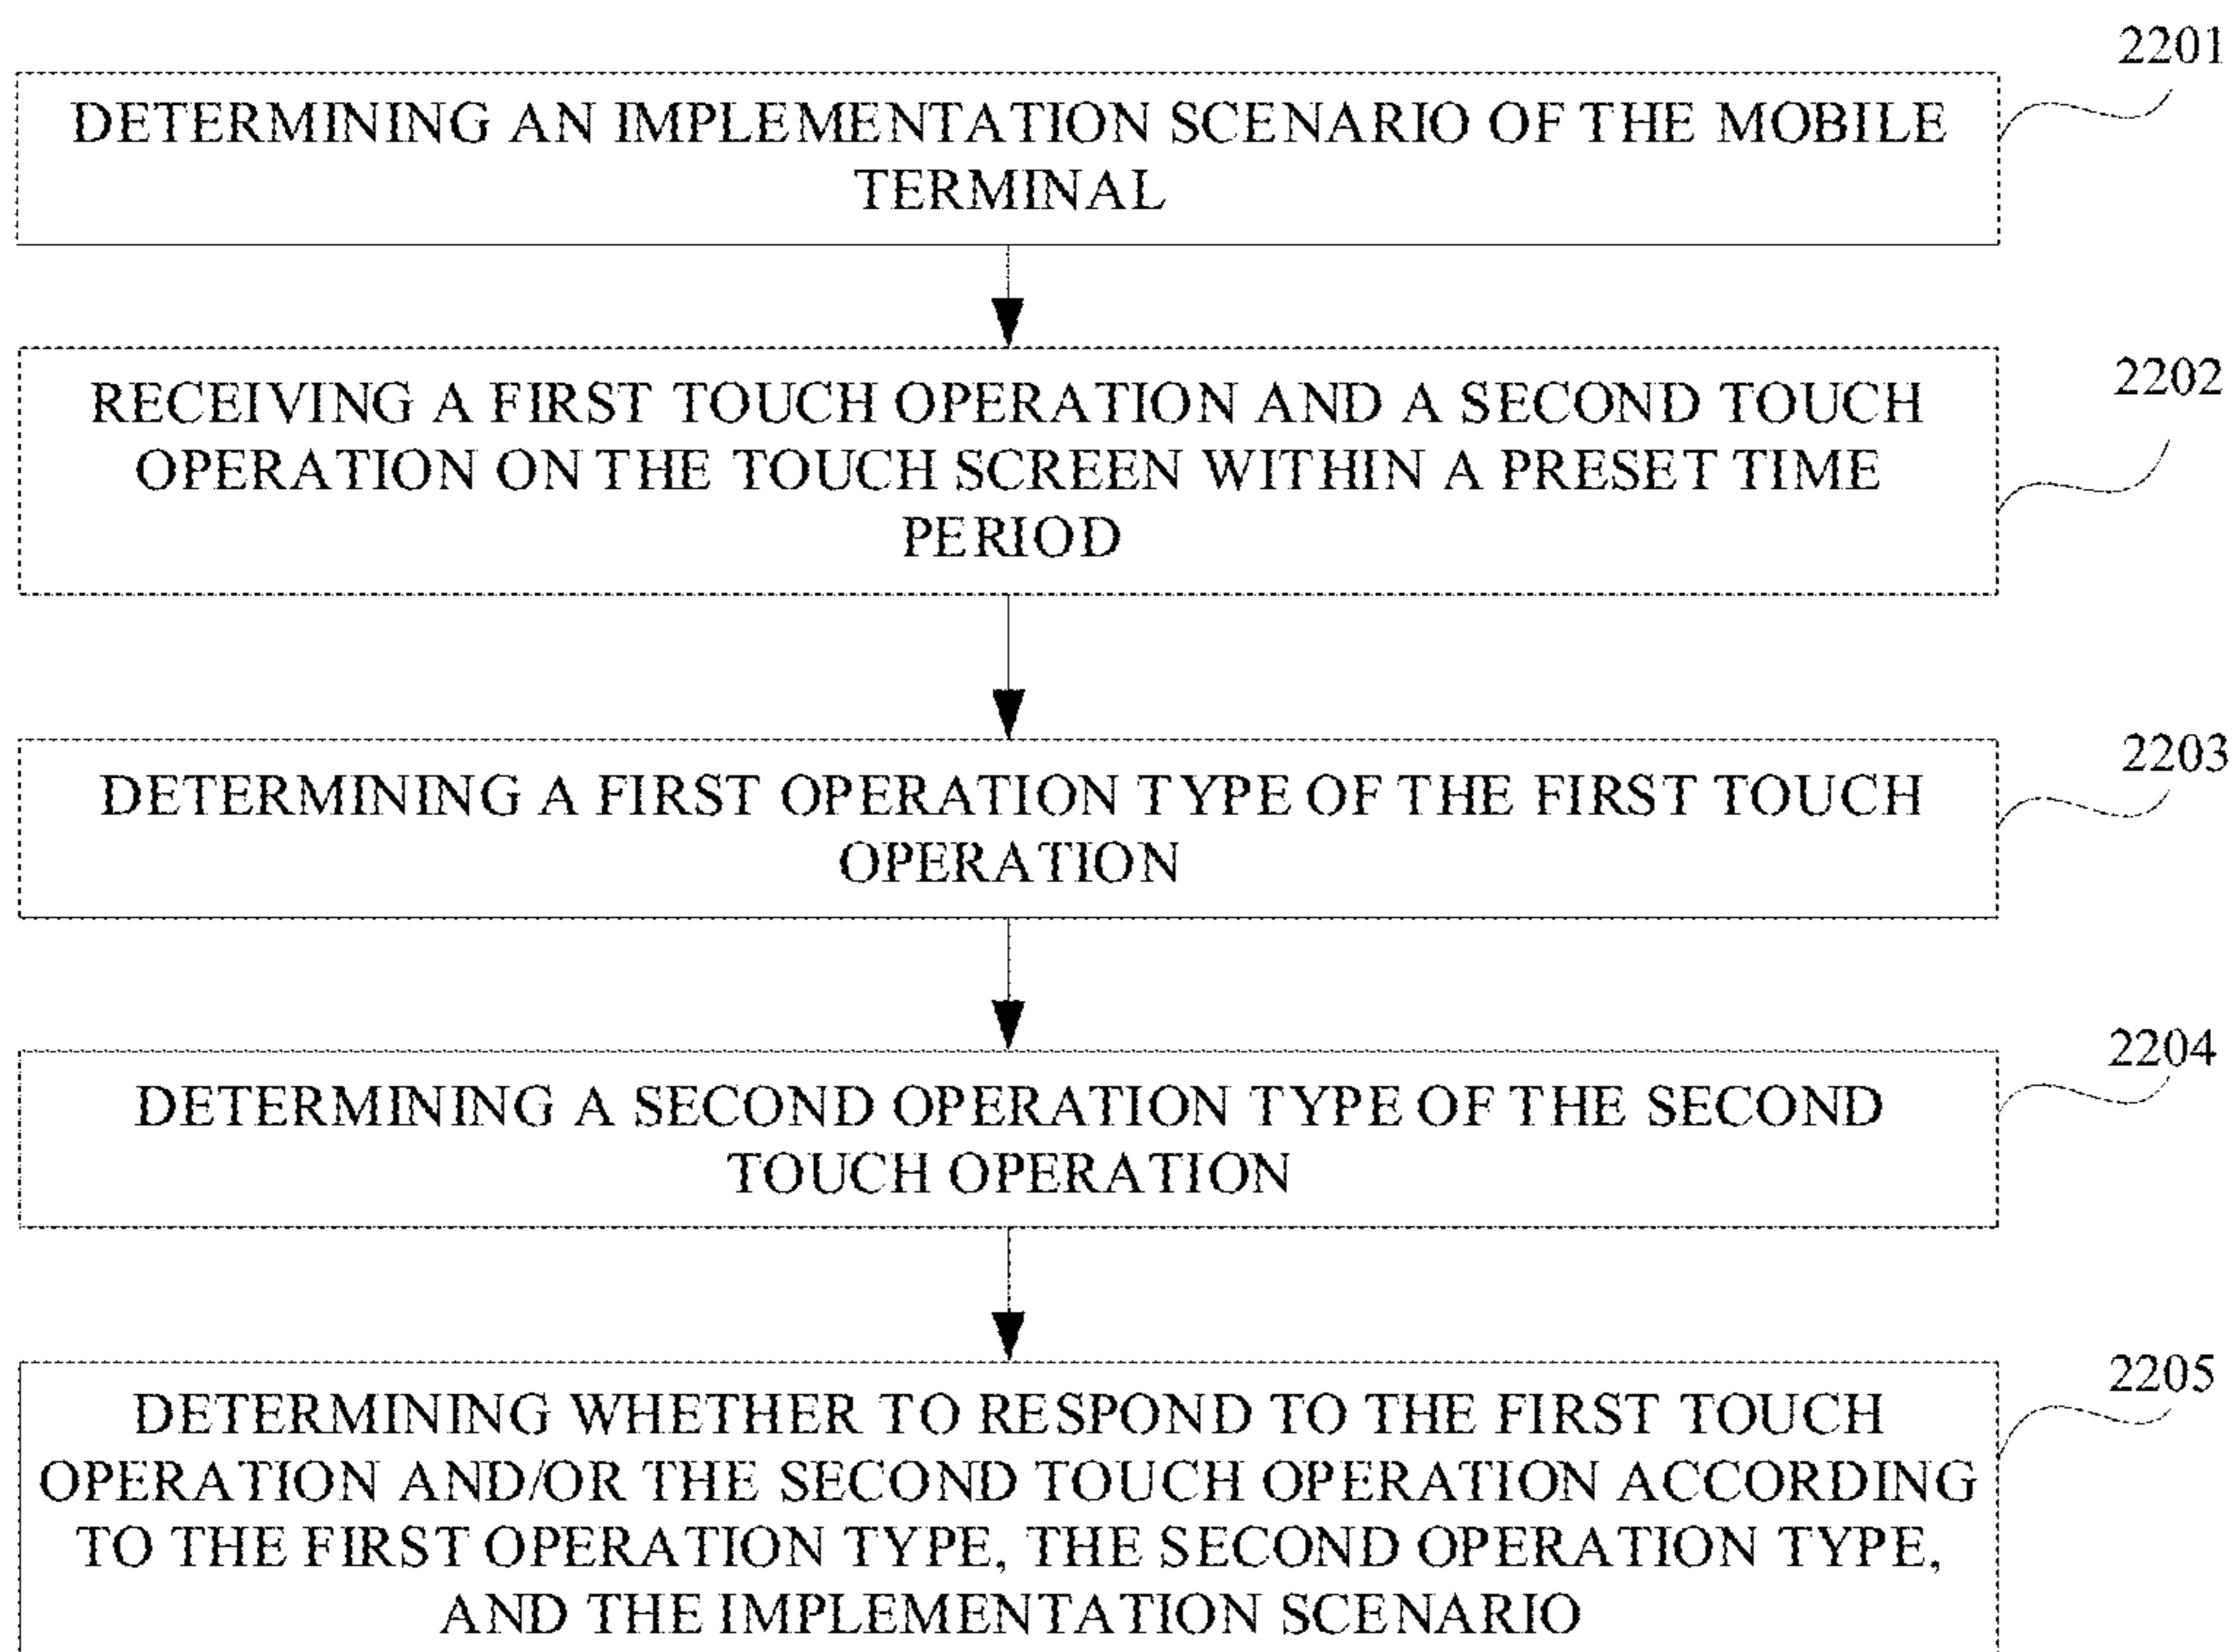 2201
DETERMINING AN IMPLEMENTATION SCENARIO OF THE MOBILE
TERMINAL
2202
RECEIVING A FIRST TOUCH OPERATION AND A SECOND TOUCH
OPERATION ON THE TOUCH SCREEN WITHIN A PRESET TIME
PERIOD
2203
DETERMINING A FIRST OPERATION TYPE OF THE FIRST TOUCH
OPERATION
2204
DETERMINING A SECOND OPERATION TYPE OF THE SECOND
TOUCH OPERATION
2205
DETERMINING WHETHER TO RESPOND TO THE FIRST TOUCH
OPERATION AND/OR THE SECOND TOUCH OPERATION ACCORDING
TO THE FIRST OPERATION TYPE, THE SECOND OPERATION TYPE,
AND THE IMPLEMENTATION SCENARIO